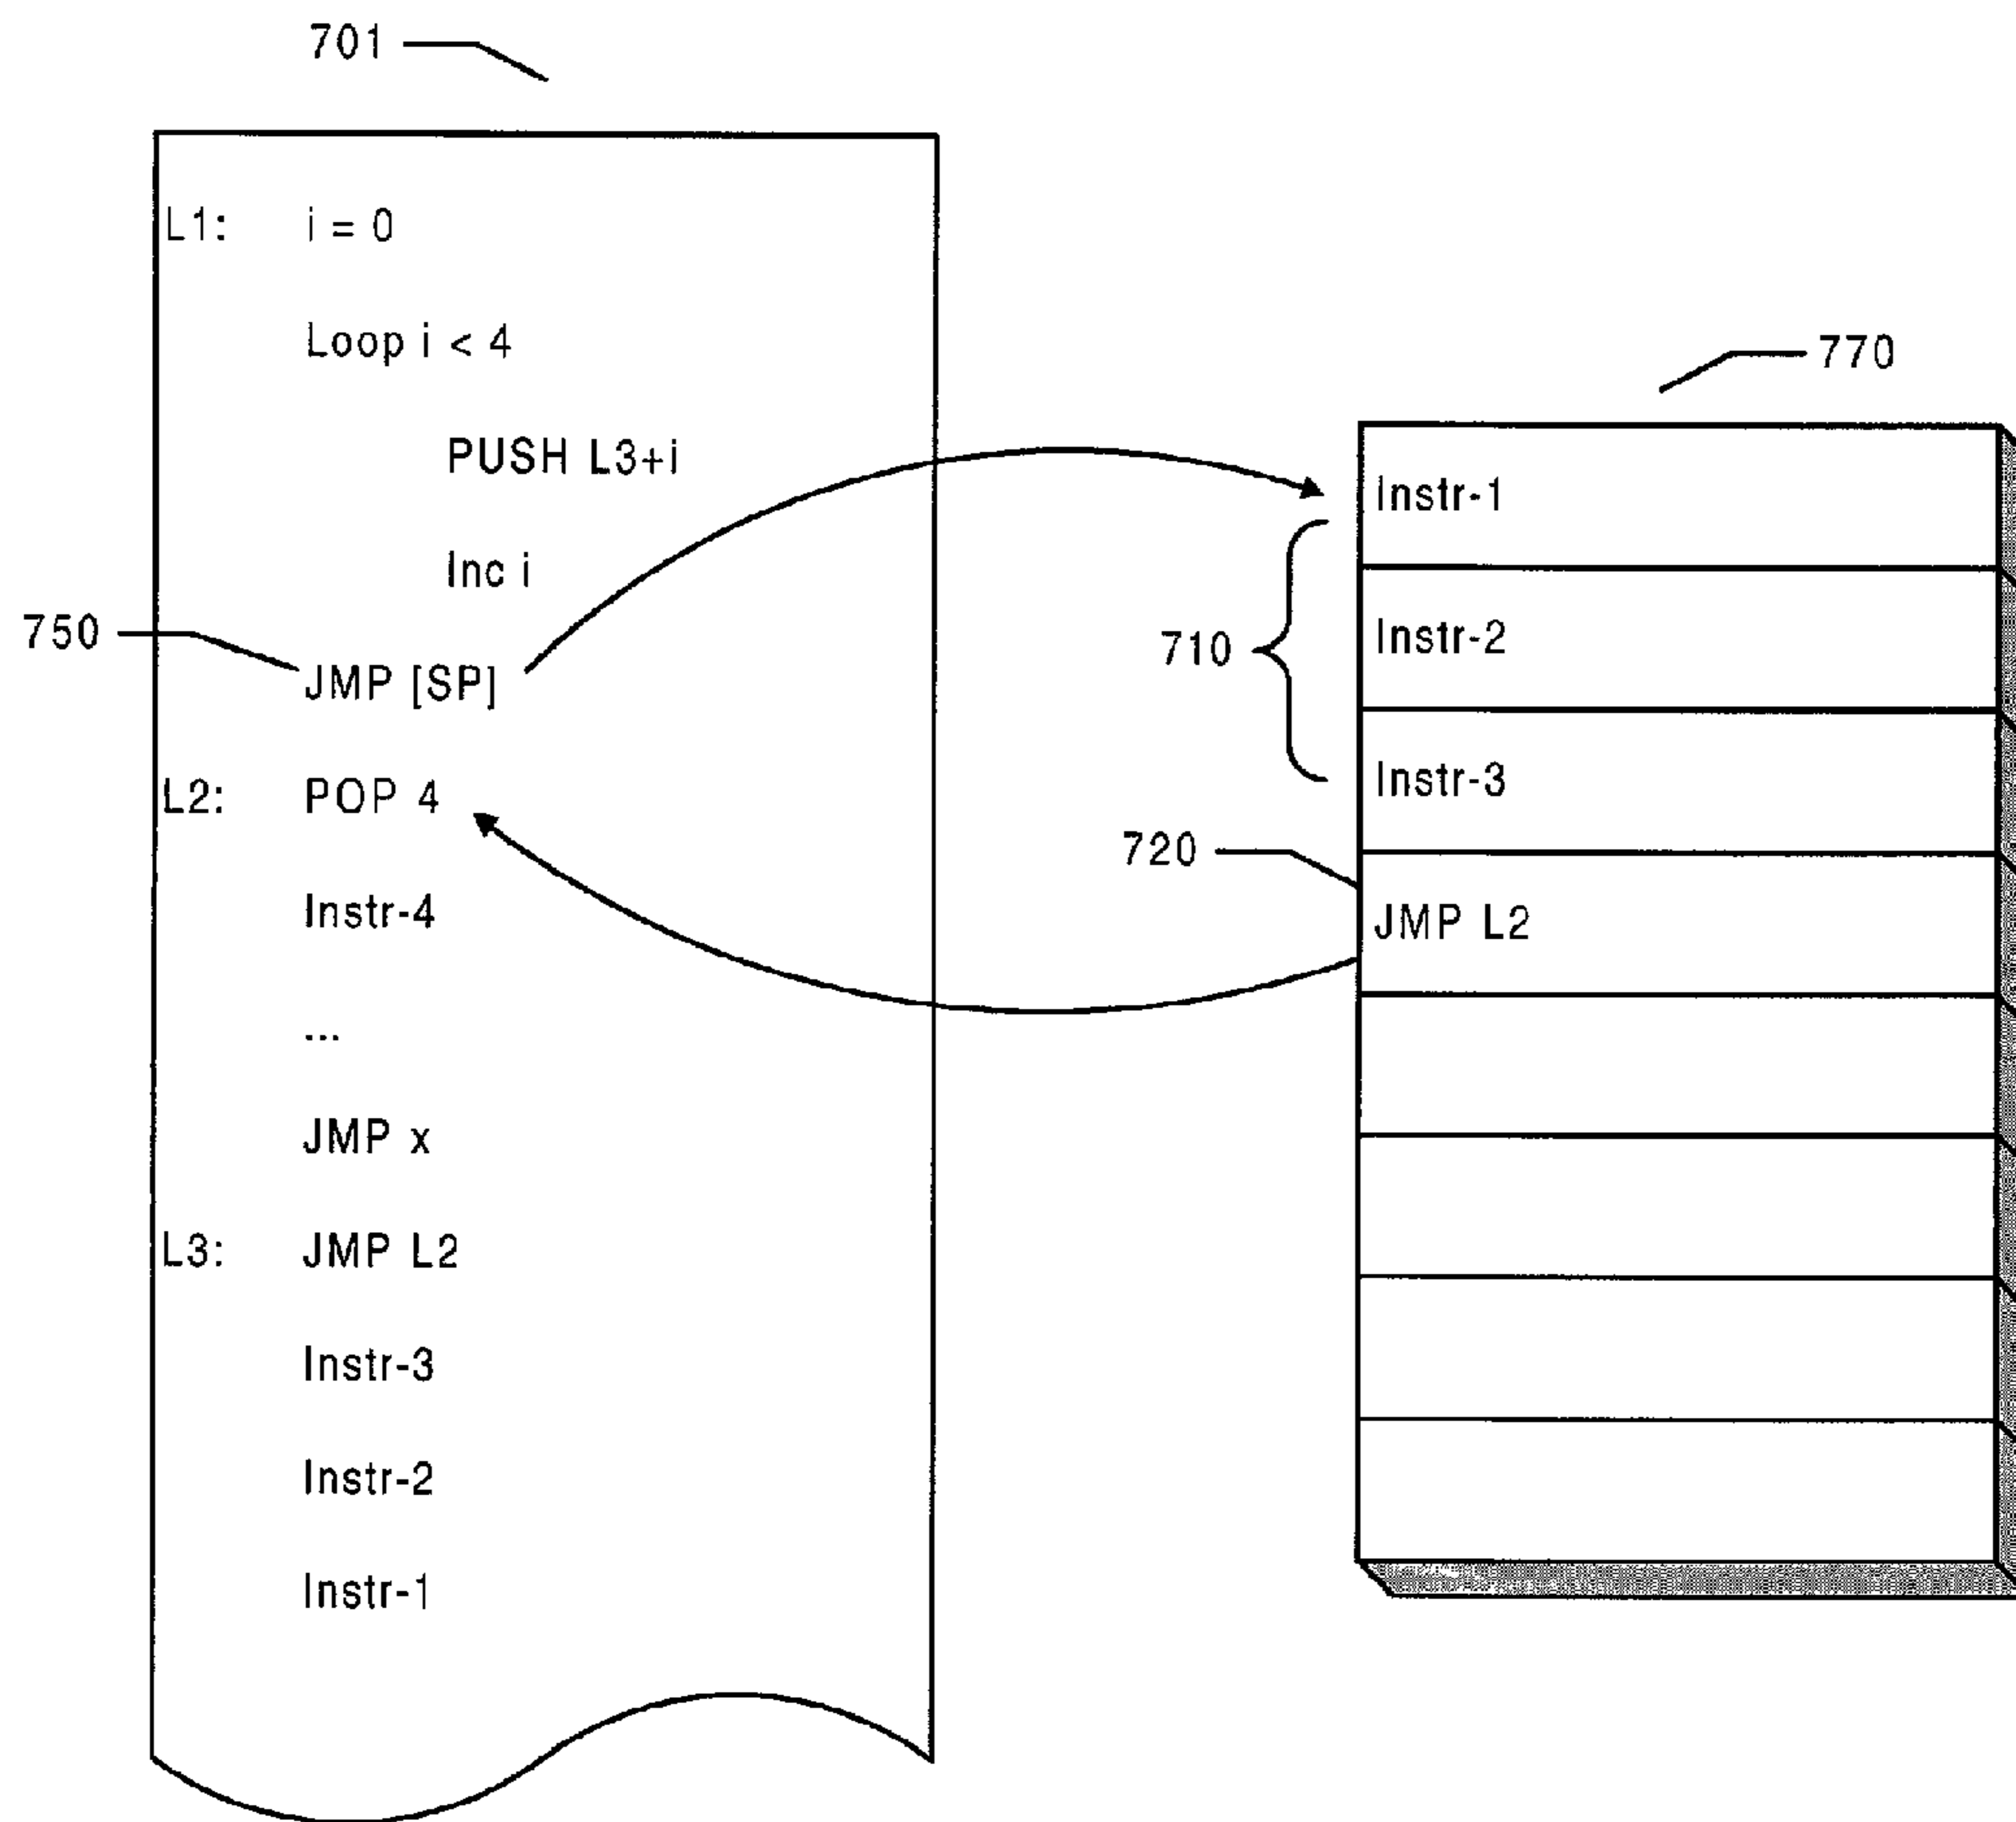 701
L1: i = 0
Loop i < 4
PUSH L3+i
Inc i
750
JMP [SP]
L2: POP 4
Instr-4
...
JMP x
L3: JMP L2
Instr-3
Instr-2
Instr-1
770
Instr-1
710
Instr-2
Instr-3
720
JMP L2